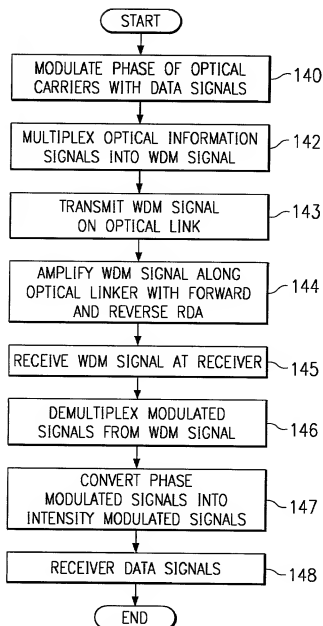 START
MODULATE PHASE OF OPTICAL
CARRIERS WITH DATA SIGNALS
140
MULTIPLEX OPTICAL INFORMATION
SIGNALS INTO WDM SIGNAL
142
TRANSMIT WDM SIGNAL
ON OPTICAL LINK
143
AMPLIFY WDM SIGNAL ALONG
OPTICAL LINKER WITH FORWARD
AND REVERSE RDA
144
RECEIVE WDM SIGNAL AT RECEIVER
145
DEMULTIPLEX MODULATED
SIGNALS FROM WDM SIGNAL
146
CONVERT PHASE
MODULATED SIGNALS INTO
INTENSITY MODULATED SIGNALS
147
RECEIVER DATA SIGNALS
148
END